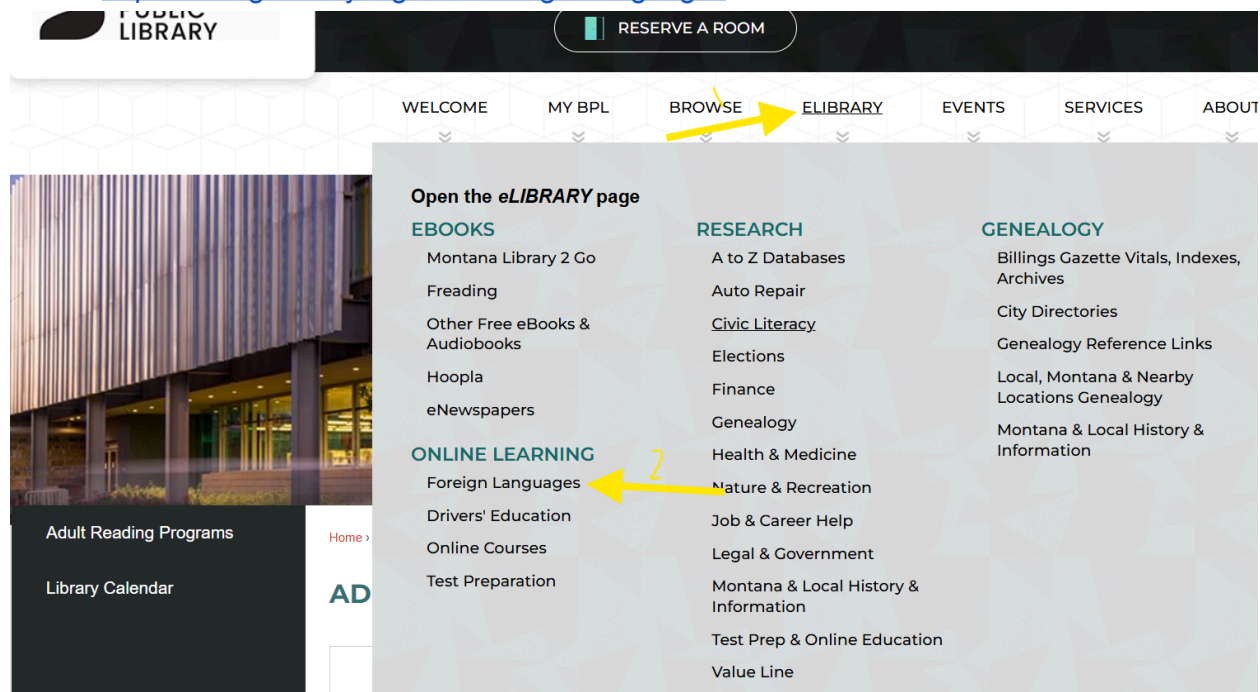 LIBRARY
RESERVE A ROOM
WELCOME
MY BPL
BROWSE
ELIBRARY
EVENTS
SERVICES
ABOUT
1
Open the eLIBRARY page
EBOOKS
Montana Library 2 Go
Freading
Other Free eBooks &
Audiobooks
Hoopla
eNewspapers
ONLINE LEARNING
Foreign Languages
2
Drivers' Education
Online Courses
Test Preparation
RESEARCH
A to Z Databases
Auto Repair
Civic Literacy
Elections
Finance
Genealogy
Health & Medicine
Nature & Recreation
Job & Career Help
Legal & Government
Montana & Local History &
Information
Test Prep & Online Education
Value Line
GENEALOGY
Billings Gazette Vitals, Indexes,
Archives
City Directories
Genealogy Reference Links
Local, Montana & Nearby
Locations Genealogy
Montana & Local History &
Information
Adult Reading Programs
Library Calendar
Home ›
AD